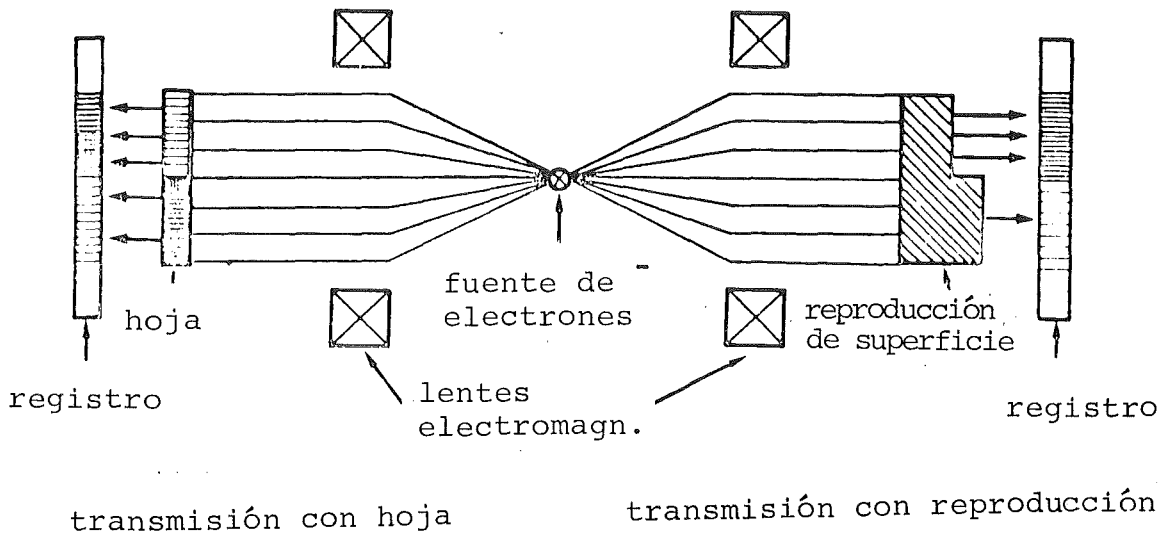 hoja
registro
fuente de
electrones
lentes
electromagn.
reproducción
de superficie
registro
transmisión con hoja
transmisión con reproducción